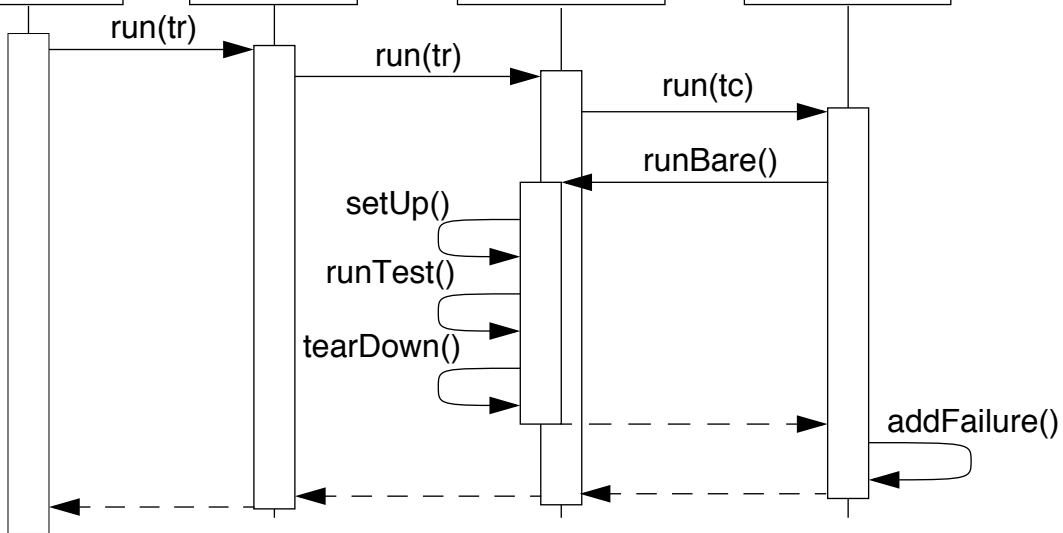 run(tr)
run(tr)
run(tc)
runBare()
setUp()
runTest()
tearDown()
addFailure()